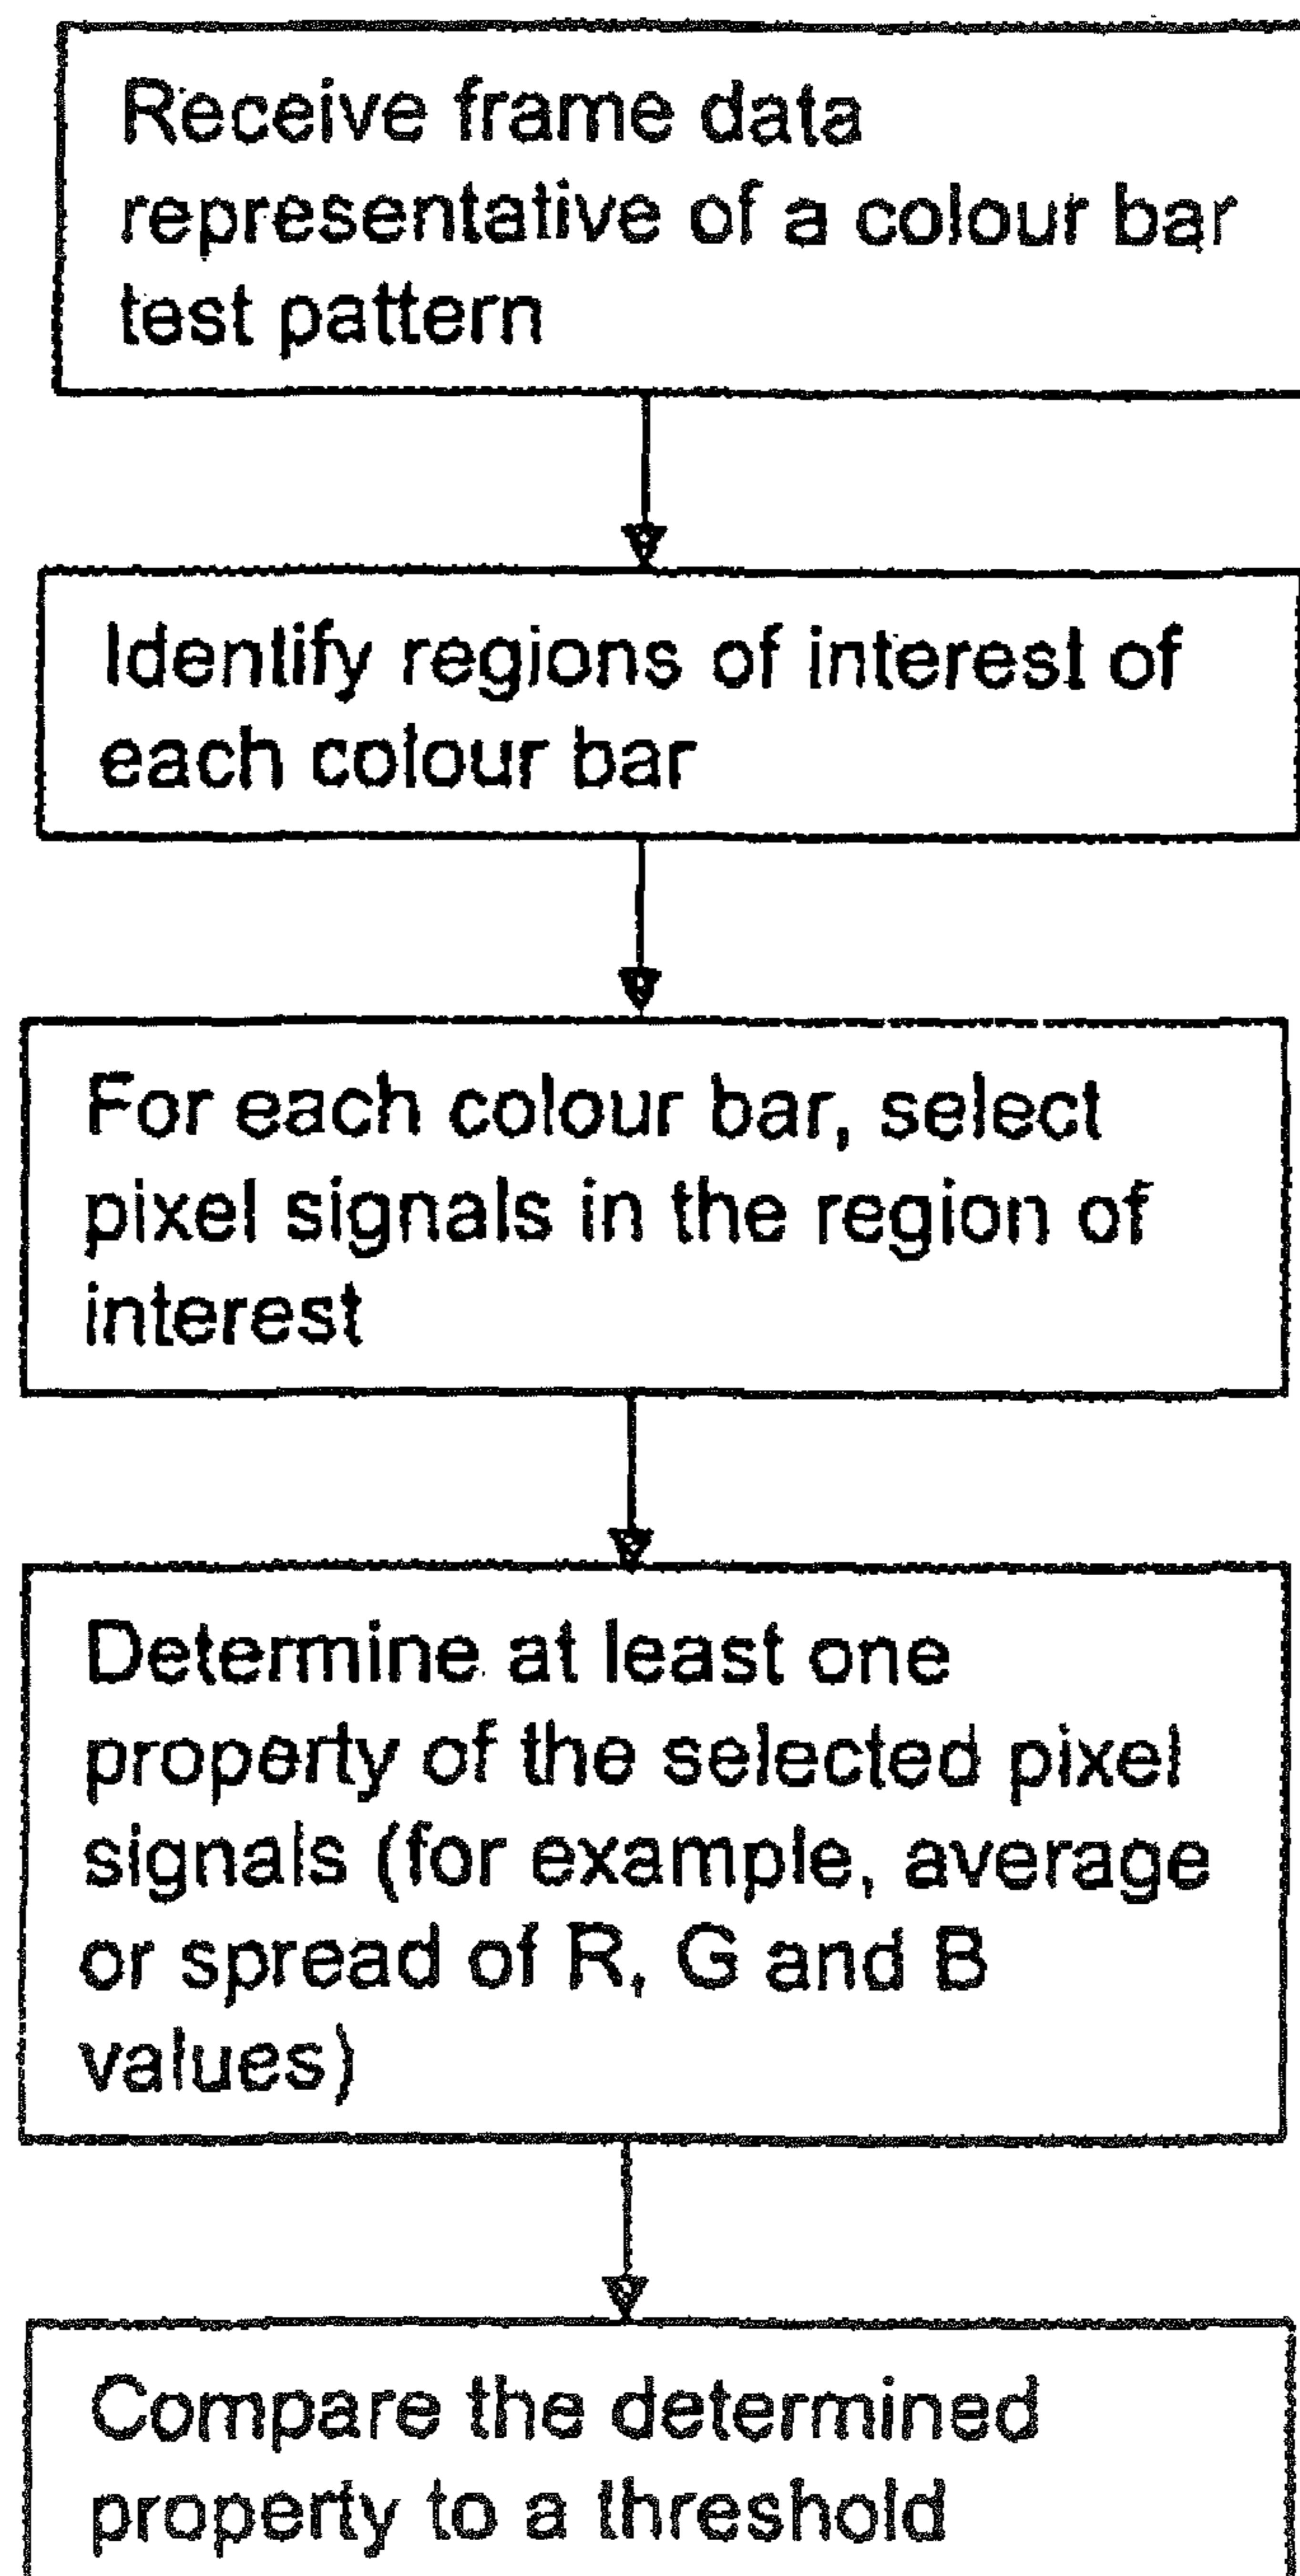 Receive frame data
representative of a colour bar
test pattern
Identify regions of interest of
each colour bar
For each colour bar, select
pixel signals in the region of
interest
Determine at least one
property of the selected pixel
signals (for example, average
or spread of R, G and B
values)
Compare the determined
property to a threshold